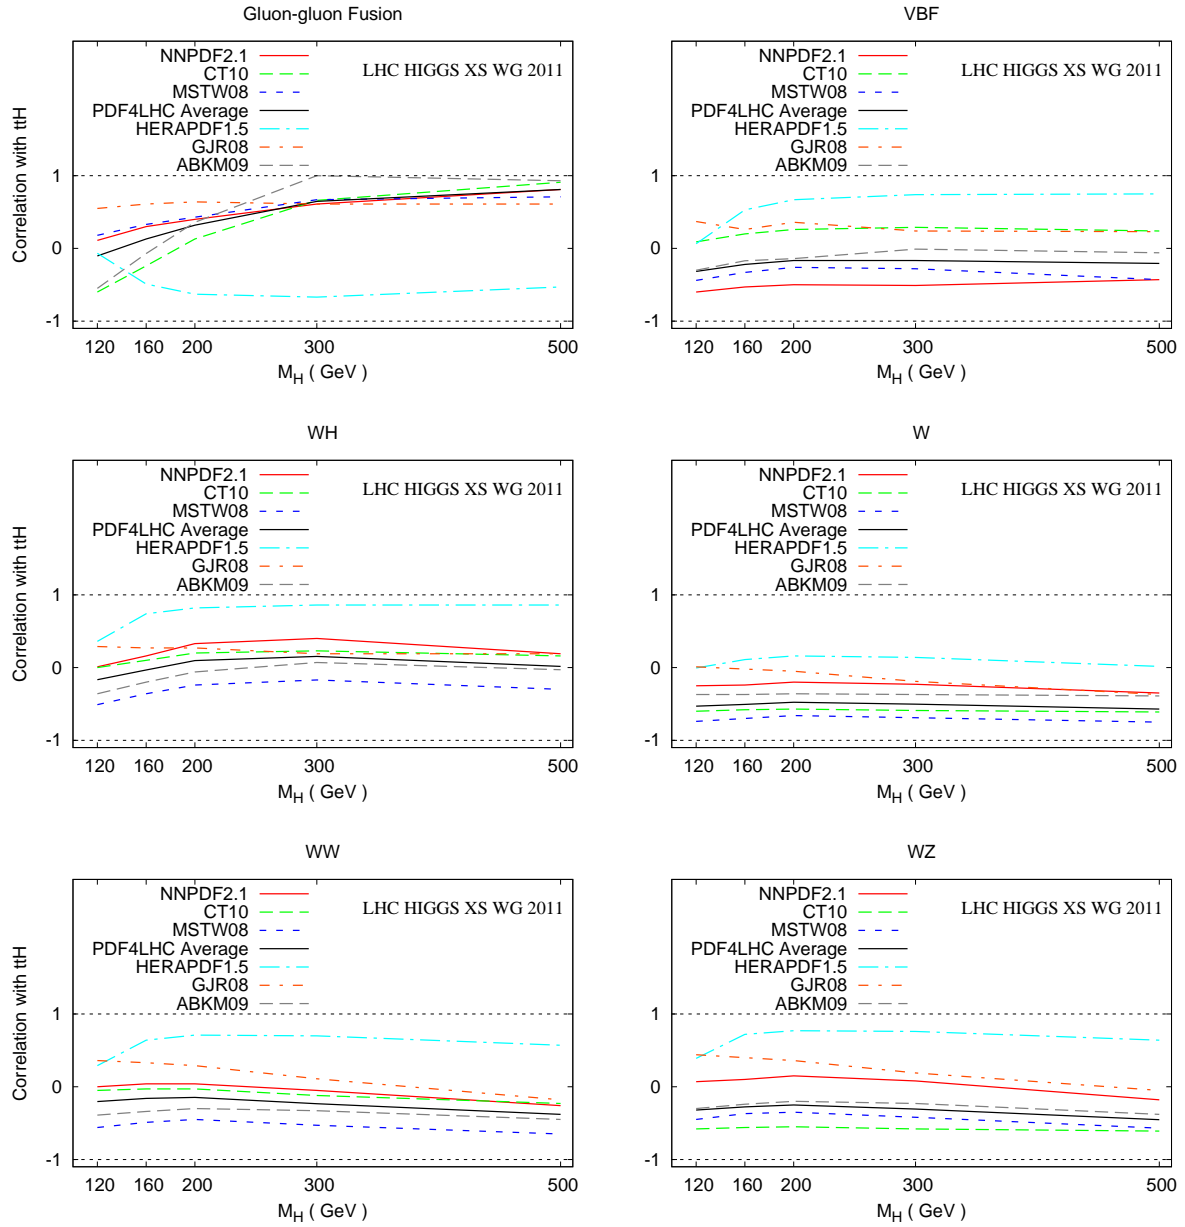 Gluon-gluon Fusion
Correlation with ttH
NNPDF2.1
CT10
MSTW08
PDF4LHC Average
HERAPDF1.5
GJR08
ABKM09
LHC HIGGS XS WG 2011
1
0
-1
120 160 200 300 500
M_H ( GeV )
VBF
NNPDF2.1
CT10
MSTW08
PDF4LHC Average
HERAPDF1.5
GJR08
ABKM09
LHC HIGGS XS WG 2011
1
0
-1
120 160 200 300 500
M_H ( GeV )
WH
Correlation with ttH
NNPDF2.1
CT10
MSTW08
PDF4LHC Average
HERAPDF1.5
GJR08
ABKM09
LHC HIGGS XS WG 2011
1
0
-1
120 160 200 300 500
M_H ( GeV )
W
NNPDF2.1
CT10
MSTW08
PDF4LHC Average
HERAPDF1.5
GJR08
ABKM09
LHC HIGGS XS WG 2011
1
0
-1
120 160 200 300 500
M_H ( GeV )
WW
Correlation with ttH
NNPDF2.1
CT10
MSTW08
PDF4LHC Average
HERAPDF1.5
GJR08
ABKM09
LHC HIGGS XS WG 2011
1
0
-1
120 160 200 300 500
M_H ( GeV )
WZ
NNPDF2.1
CT10
MSTW08
PDF4LHC Average
HERAPDF1.5
GJR08
ABKM09
LHC HIGGS XS WG 2011
1
0
-1
120 160 200 300 500
M_H ( GeV )